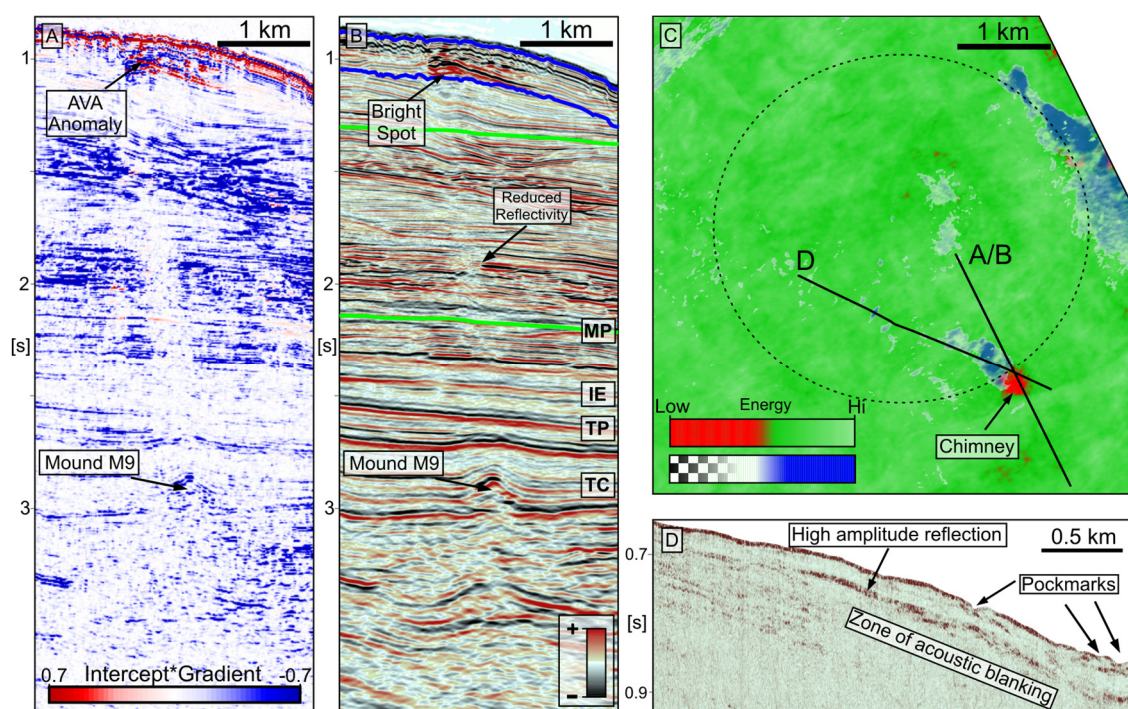 A
1 km
1
AVA
Anomaly
2
[s]
Mound M9
3
0.7 Intercept*Gradient -0.7
B
1 km
1
Bright
Spot
Reduced
Reflectivity
2
MP
[s]
IE
TP
Mound M9
TC
3
+
–
C
1 km
D
A/B
Low Energy Hi
Chimney
D
High amplitude reflection
0.5 km
0.7
Pockmarks
[s]
Zone of acoustic blanking
0.9